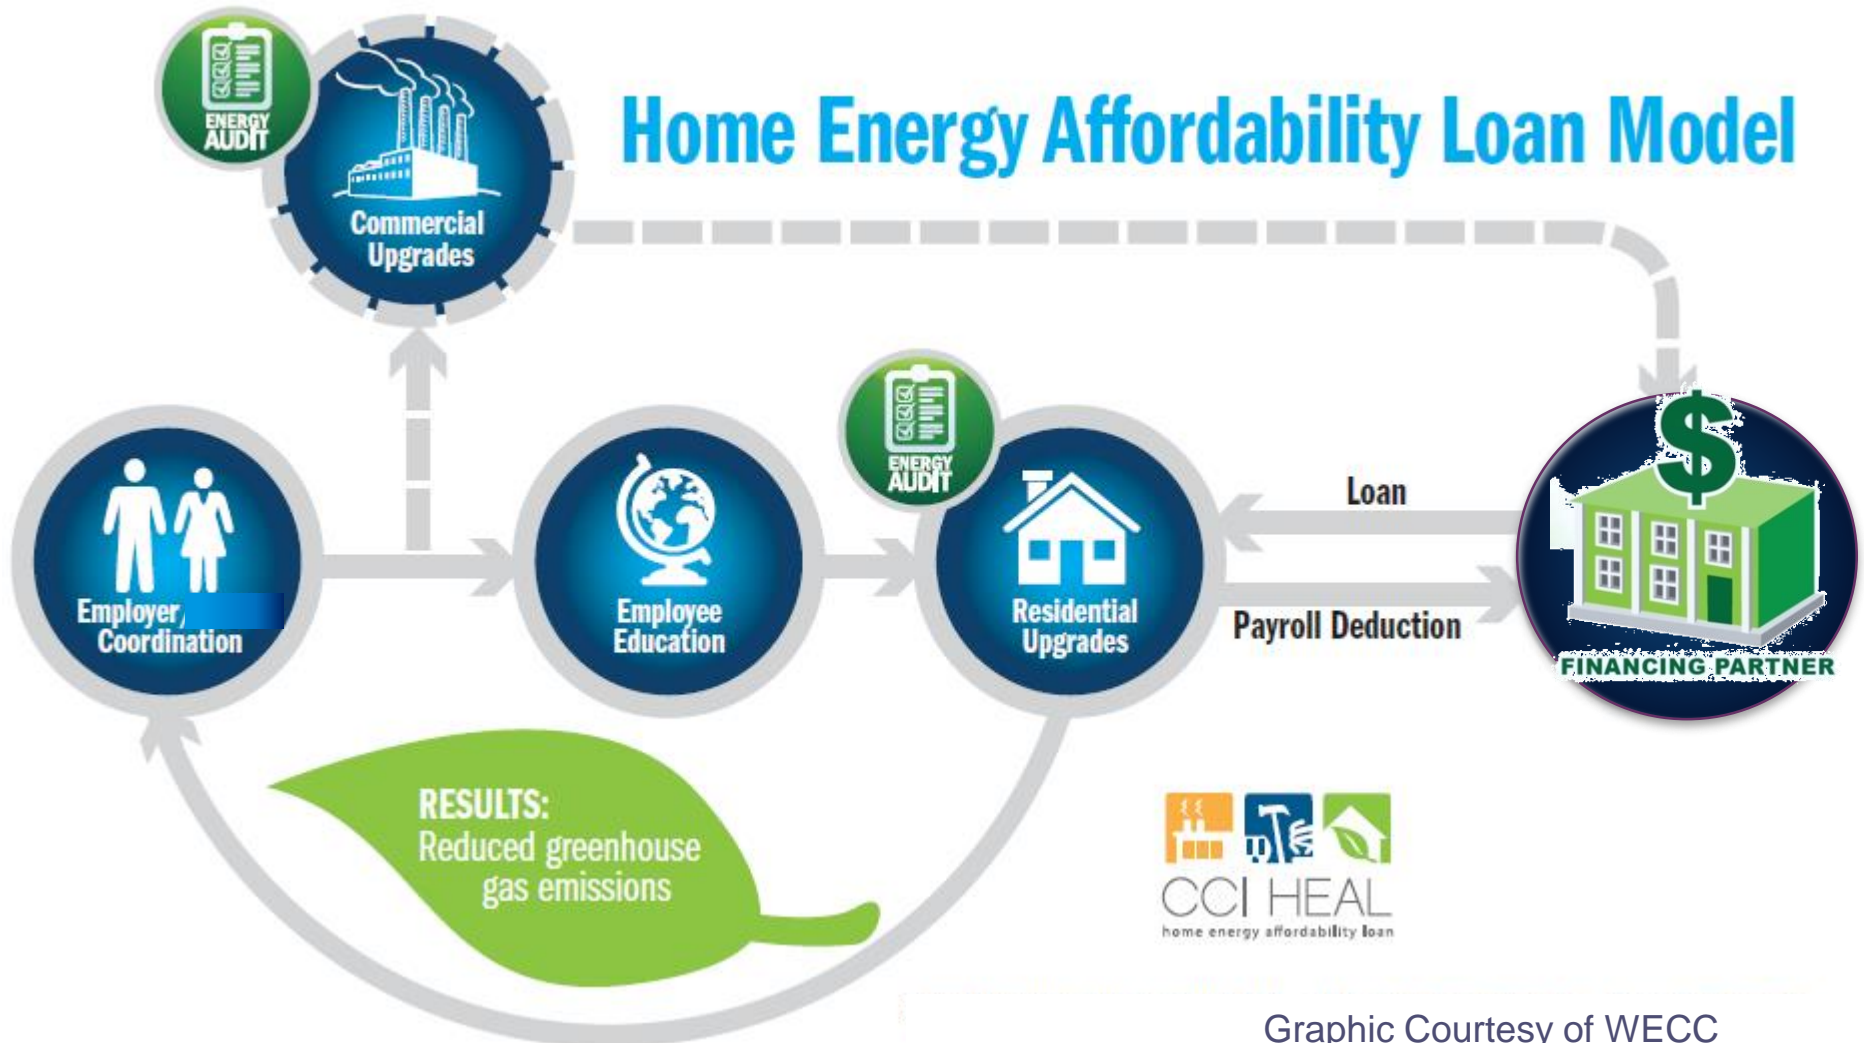 ENERGY
AUDIT
Home Energy Affordability Loan Model
Commercial
Upgrades
ENERGY
AUDIT
Loan
Employer/
Coordination
Employee
Education
Residential
Upgrades
Payroll Deduction
$
FINANCING PARTNER
RESULTS:
Reduced greenhouse
gas emissions
CCI HEAL
home energy affordability loan
Graphic Courtesy of WECC